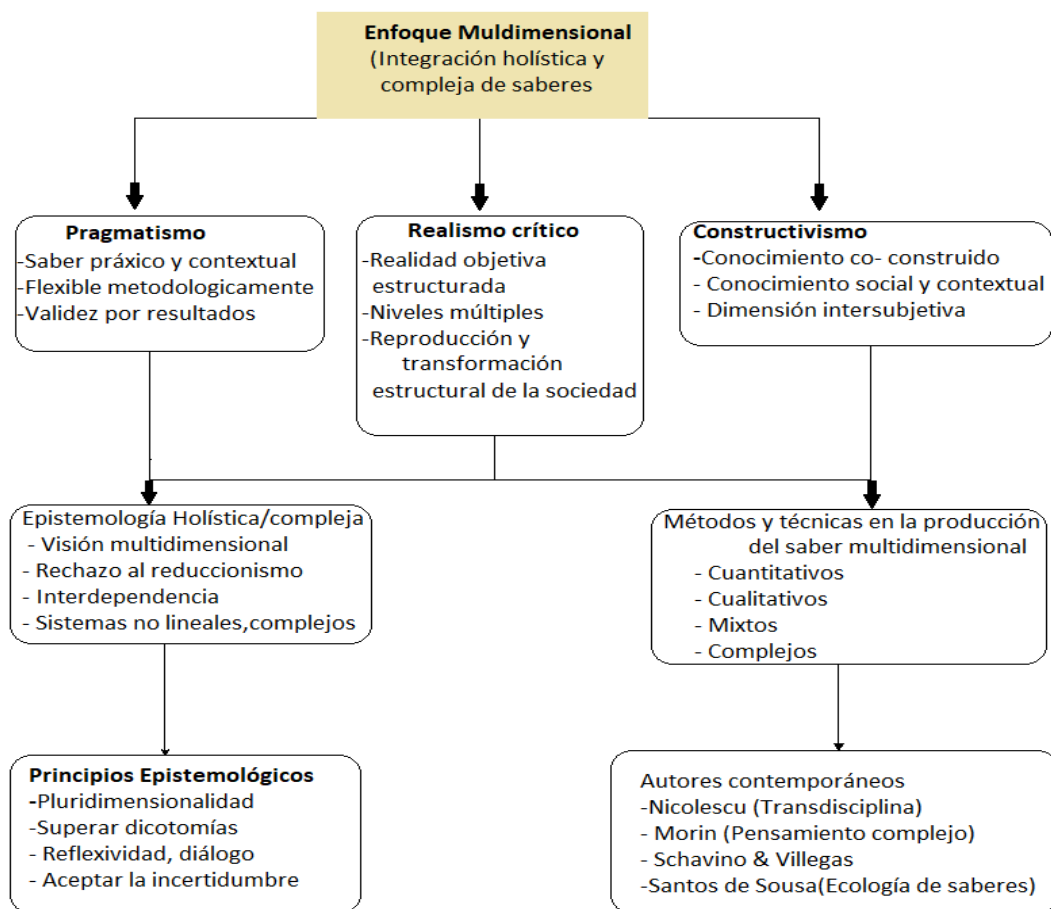 Enfoque Muldimensional
(Integración holística y
compleja de saberes
Pragmatismo
-Saber práxico y contextual
-Flexible metodologicamente
-Validez por resultados
Realismo crítico
-Realidad objetiva
estructurada
-Niveles múltiples
-Reproducción y
transformación
estructural de la sociedad
Constructivismo
-Conocimiento co- construido
- Conocimiento social y contextual
- Dimensión intersubjetiva
Epistemología Holística/compleja
- Visión multidimensional
- Rechazo al reduccionismo
- Interdependencia
- Sistemas no lineales,complejos
Métodos y técnicas en la producción
del saber multidimensional
- Cuantitativos
- Cualitativos
- Mixtos
- Complejos
Principios Epistemológicos
-Pluridimensionalidad
-Superar dicotomías
- Reflexividad, diálogo
- Aceptar la incertidumbre
Autores contemporáneos
-Nicolescu (Transdisciplina)
- Morin (Pensamiento complejo)
- Schavino & Villegas
-Santos de Sousa(Ecología de saberes)